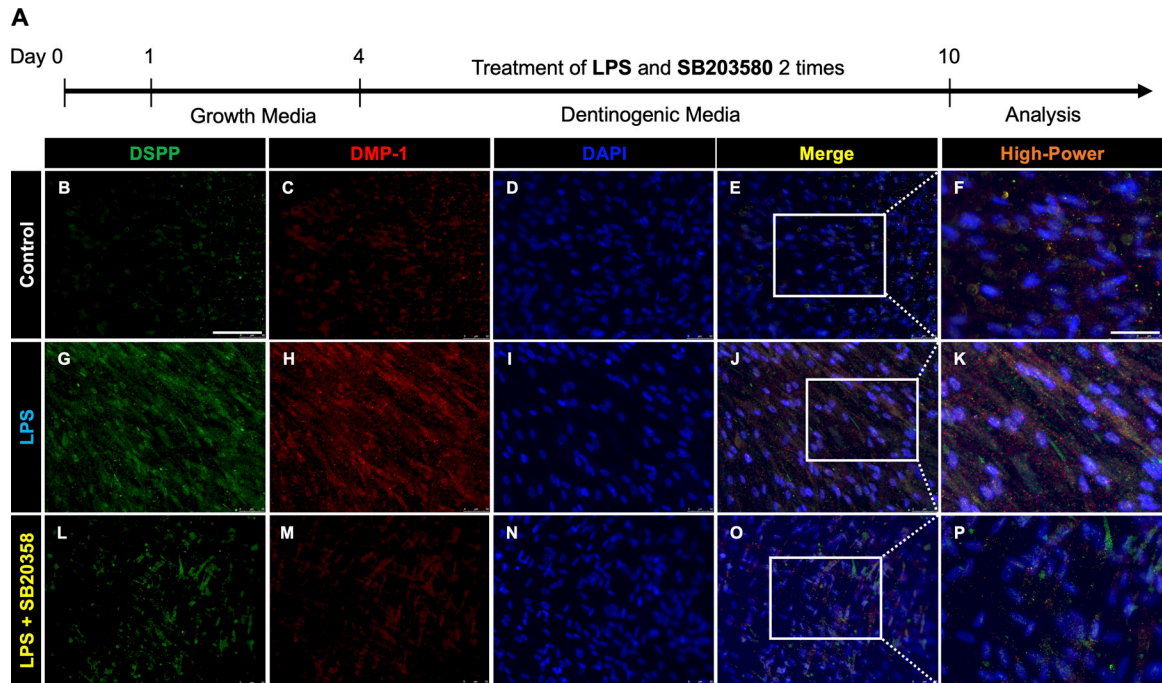 A
Day 0 1 4 10
Treatment of LPS and SB203580 2 times
Growth Media Dentinogenic Media Analysis
DSPP DMP-1 DAPI Merge High-Power
Control
B C D E F
LPS
G H I J K
LPS + SB20358
L M N O P